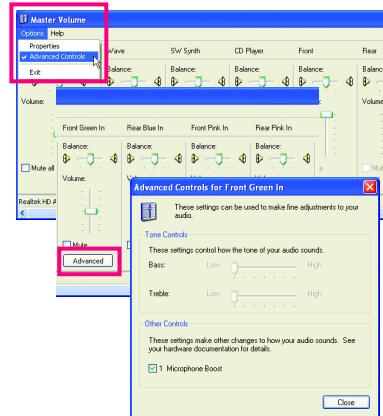 Master Volume
Options Help
Properties
Advanced Controls
Exit
Wave SW Synth CD Player Front Rear
Balance: Balance: Balance: Balance:
Volume: Volume
Mute all
Realtek HD A
Front Green In Rear Blue In Front Pink In Rear Pink In
Balance: Balance: Balance: Balance:
Volume:
Mute
Advanced
Advanced Controls for Front Green In
These settings can be used to make fine adjustments to your
audio.
Tone Controls
These settings control how the tone of your audio sounds.
Bass: Low High
Treble: Low High
Other Controls
These settings make other changes to how your audio sounds. See
your hardware documentation for details.
1 Microphone Boost
Close